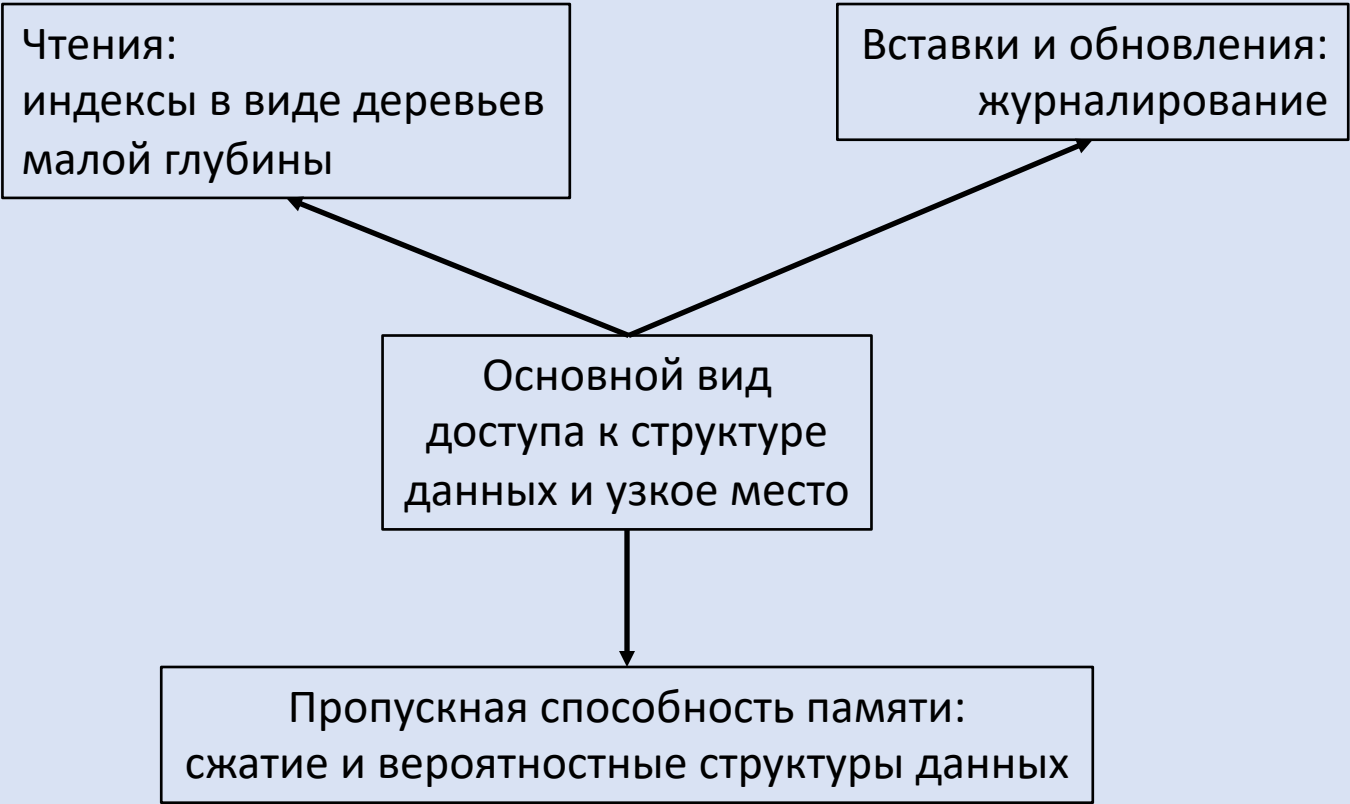 Чтения:
индексы в виде деревьев
малой глубины
Вставки и обновления:
журналирование
Основной вид
доступа к структуре
данных и узкое место
Пропускная способность памяти:
сжатие и вероятностные структуры данных